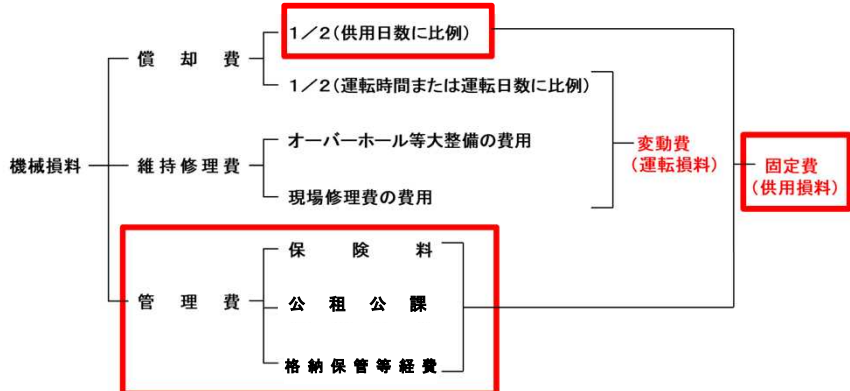 1／2（供用日数に比例）
償却費
1／2（運転時間または運転日数に比例）
オーバーホール等大整備の費用
変動費
（運転損料）
機械損料
維持修理費
固定費
（供用損料）
現場修理費の費用
保険料
管理費
公租公課
格納保管等経費